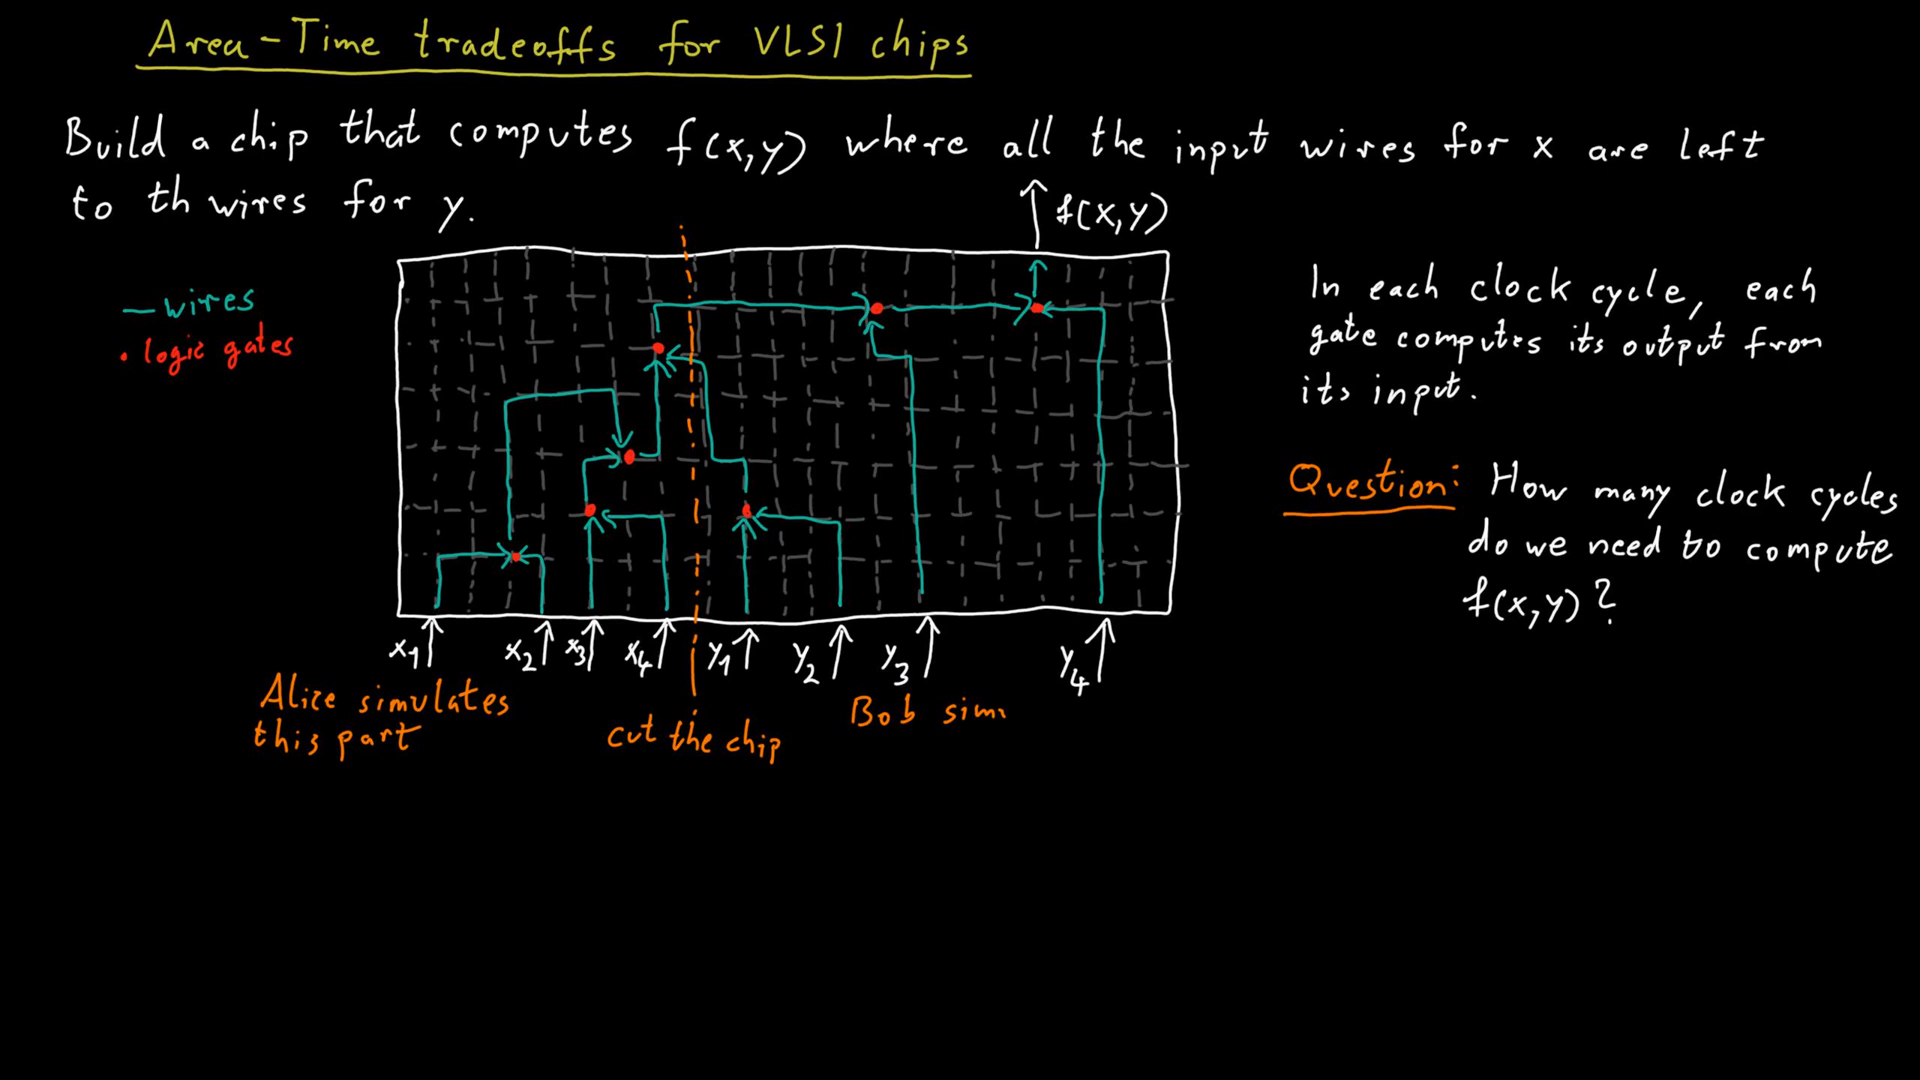 Area-Time tradeoffs for VLSI chips
Build a chip that computes f(x,y) where all the input wires for x are left
to th wires for y.
f(x,y)
— wires
• logic gates
In each clock cycle, each
gate computes its output from
its input.
Question: How many clock cycles
do we need to compute
f(x,y)?
x1 x2 x3 x4 y1 y2 y3 y4
Alice simulates
this part
cut the chip
Bob sim